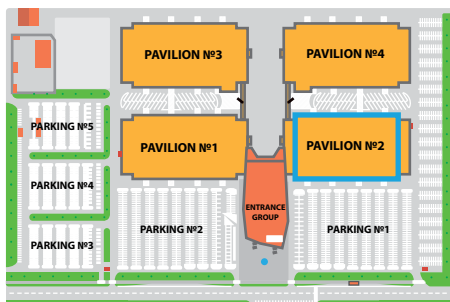 PAVILION №3
PAVILION №4
PARKING №5
PAVILION №1
PAVILION №2
PARKING №4
ENTRANCE
GROUP
PARKING №3
PARKING №2
PARKING №1